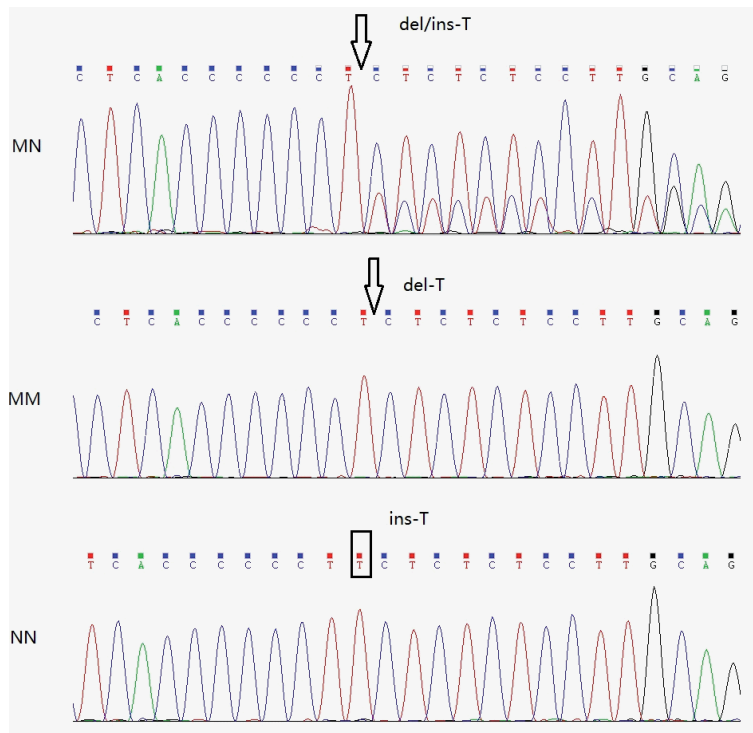 del/ins-T
C T C A C C C C C C T C T C T C T C C T T G C A G
MN
del-T
C T C A C C C C C C T C T C T C T C C T T G C A G
MM
ins-T
T C A C C C C C C T T C T C T C T C C T T G C A G
NN